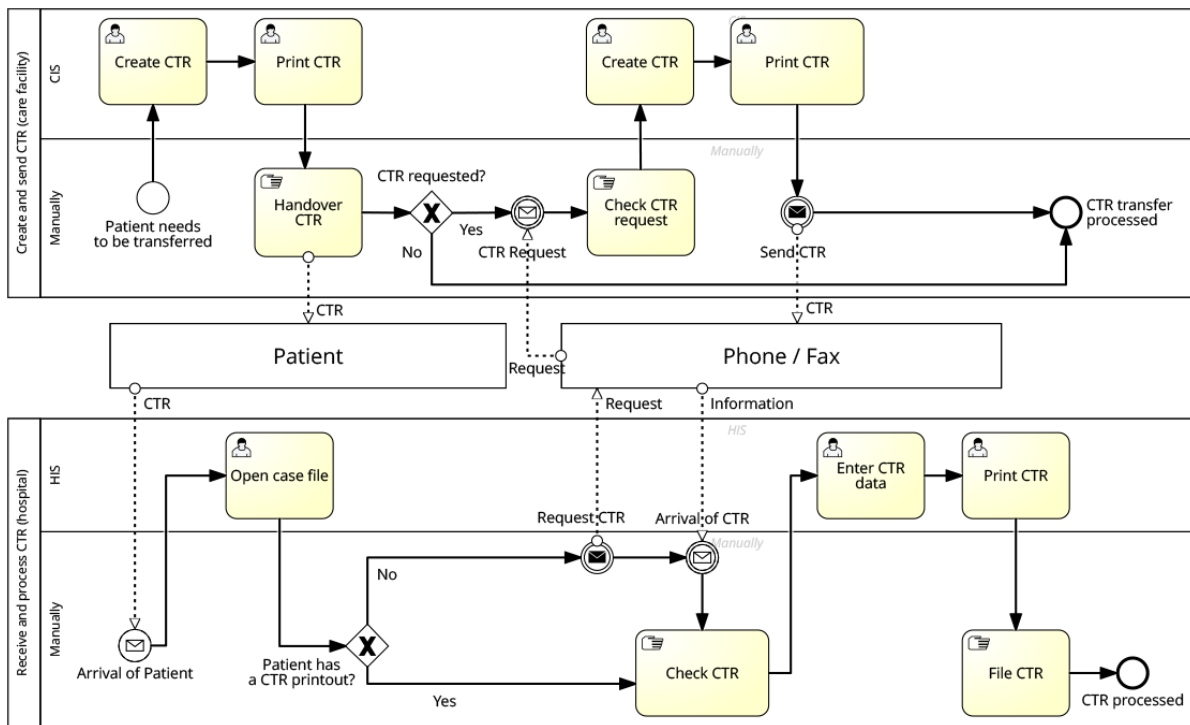 Create and send CTR (care facility)
CIS
CIS
Create CTR
Print CTR
Create CTR
Print CTR
Manually
Manually
Patient needs
to be transferred
Handover
CTR
CTR requested?
Yes
No
CTR Request
Check CTR
request
Send CTR
CTR transfer
processed
CTR
CTR
Patient
Phone / Fax
Request
CTR
Request
Information
Receive and process CTR (hospital)
HIS
HIS
Open case file
Enter CTR
data
Print CTR
Request CTR
Arrival of CTR
Manually
Manually
No
Arrival of Patient
Patient has
a CTR printout?
Yes
Check CTR
File CTR
CTR processed